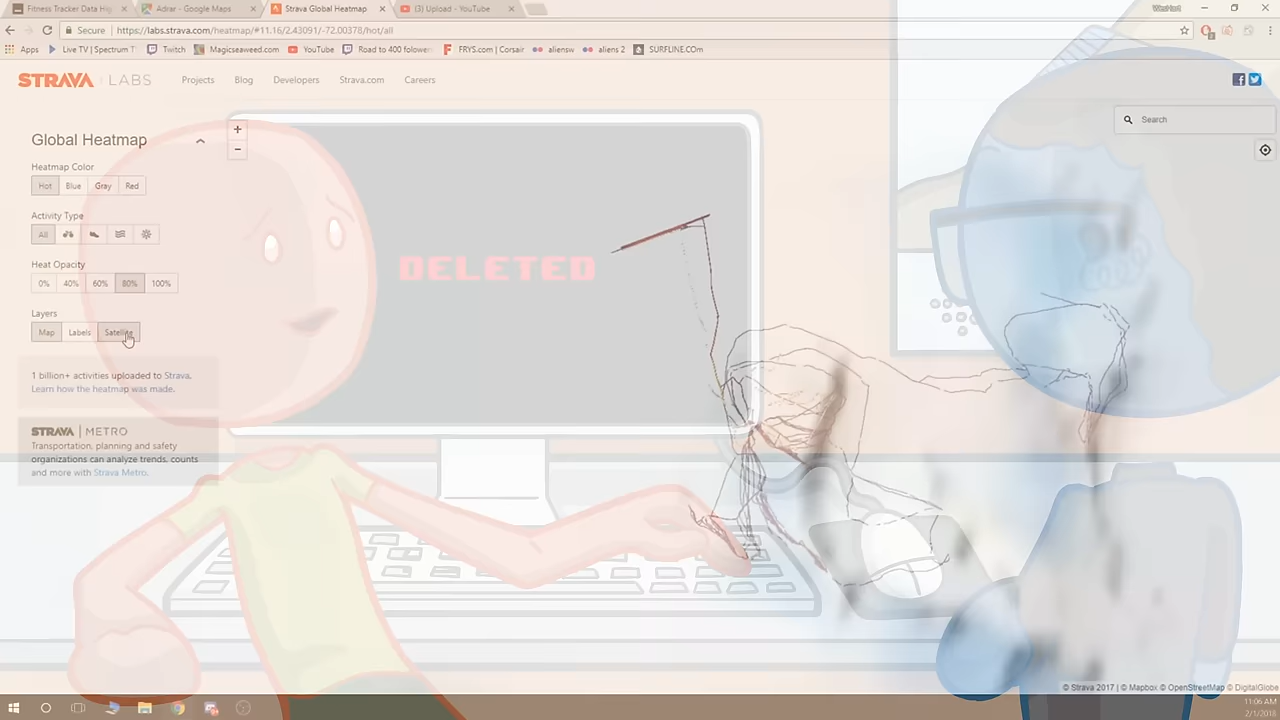 Fitness Tracker Data Hig
Adrar - Google Maps
Strava Global Heatmap
(3) Upload - YouTube
WesHort
Secure
https://labs.strava.com/heatmap/#11.16/2.43091/-72.00378/hot/all
Apps
Live TV | Spectrum T
Twitch
Magicseaweed.com
YouTube
Road to 400 folowers
FRYS.com | Corsair
aliensw
aliens 2
SURFLINE.COm
STRAVA LABS
Projects
Blog
Developers
Strava.com
Careers
Search
Global Heatmap
+
−
Heatmap Color
Hot Blue Gray Red
Activity Type
All
Heat Opacity
0% 40% 60% 80% 100%
Layers
Map Labels Satellite
1 billion+ activities uploaded to Strava.
Learn how the heatmap was made.
STRAVA | METRO
Transportation, planning and safety
organizations can analyze trends, counts
and more with Strava Metro.
DELETED
© Strava 2017 | © Mapbox © OpenStreetMap © DigitalGlobe
11:06 AM
2/1/2018